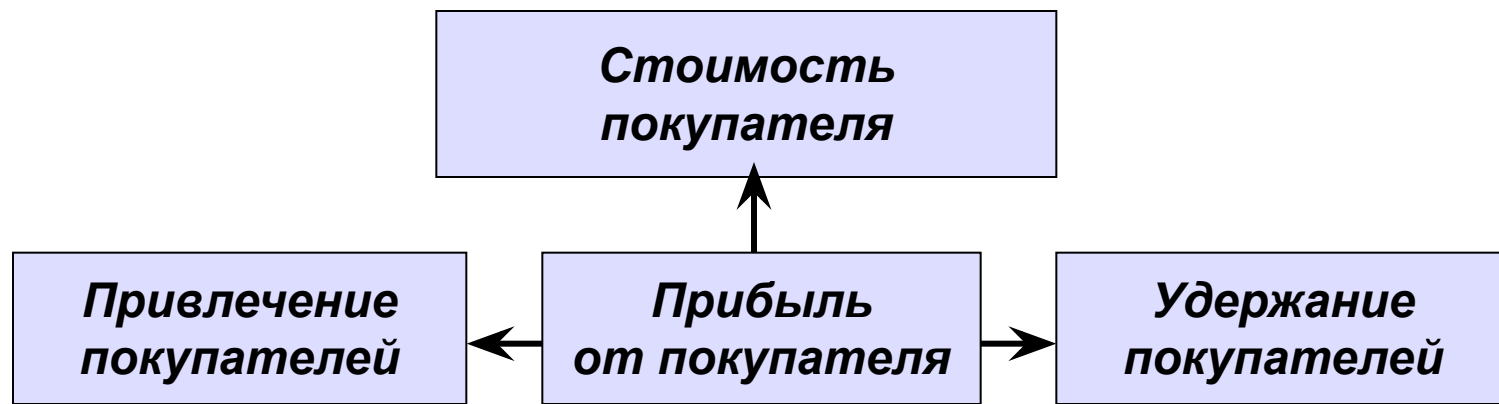 Стоимость
покупателя
Привлечение
покупателей
Прибыль
от покупателя
Удержание
покупателей